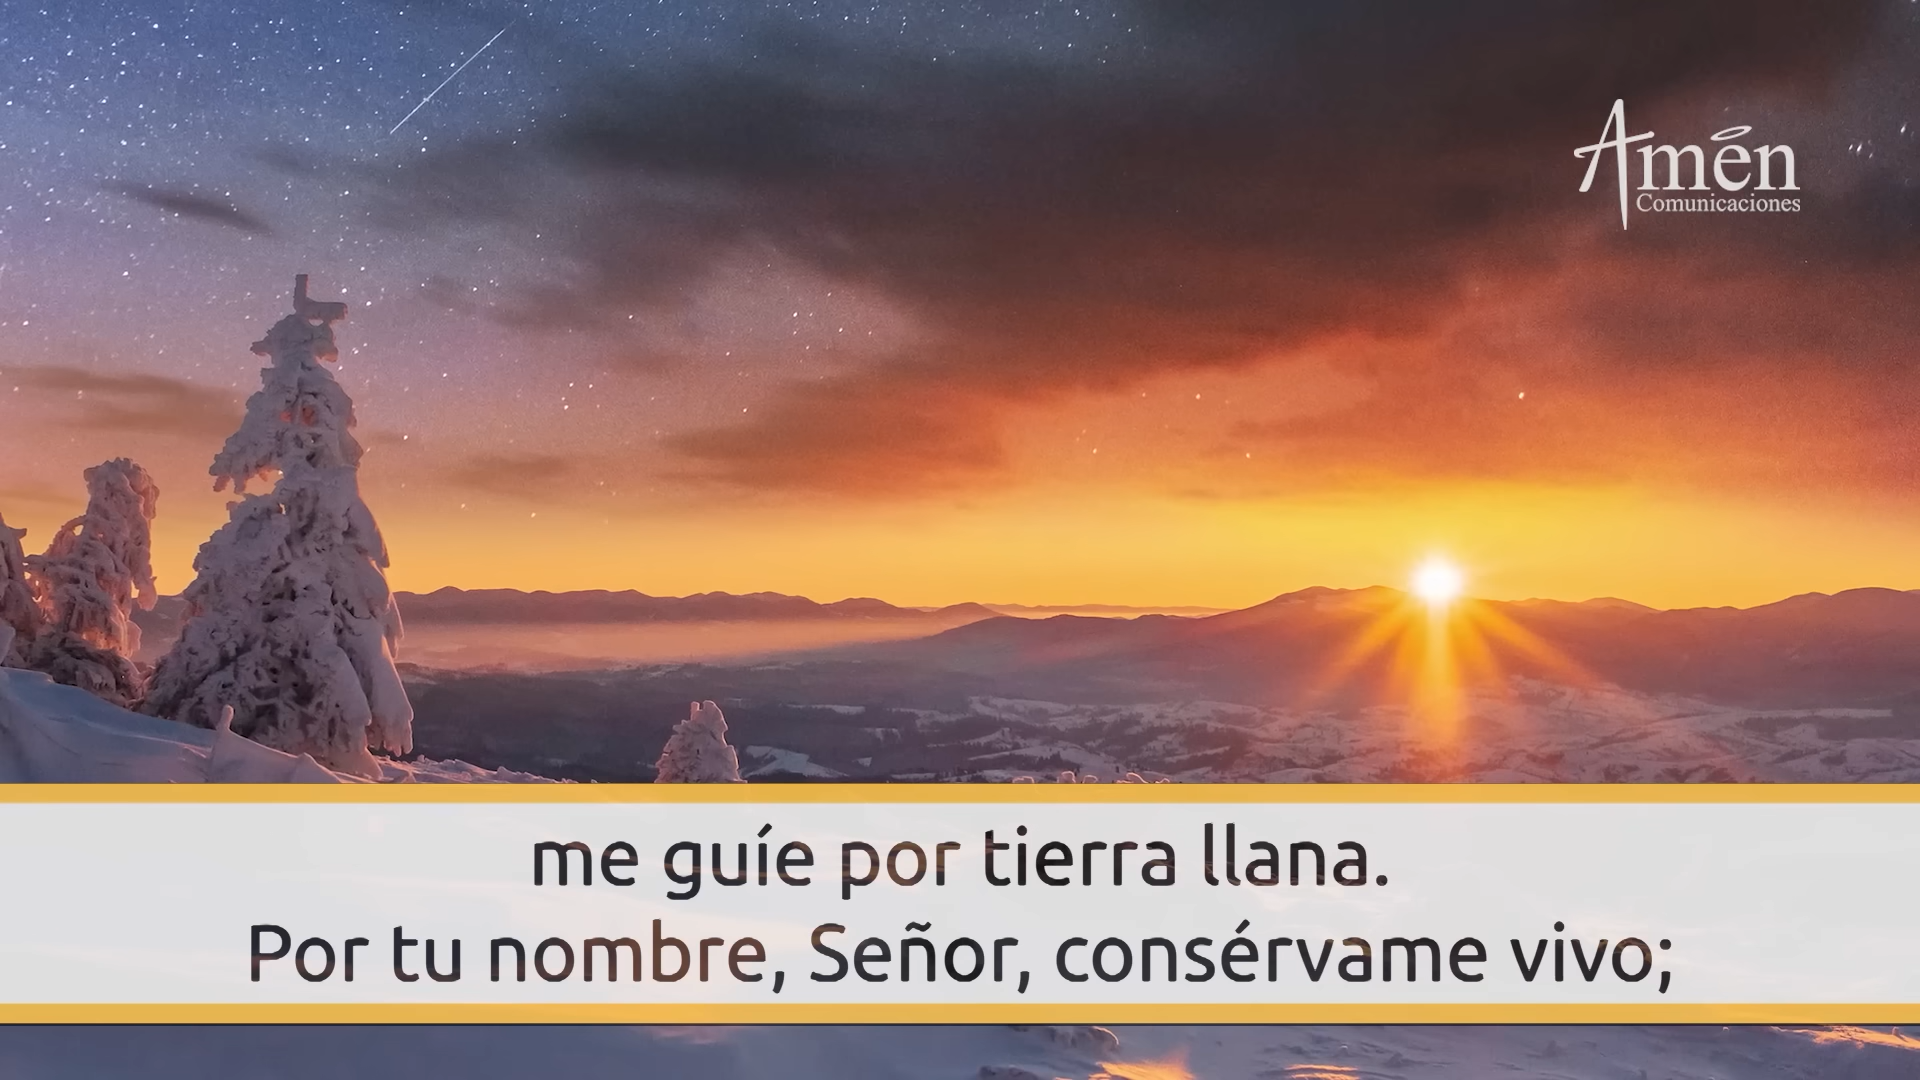 Amén
Comunicaciones
me guíe por tierra llana.
Por tu nombre, Señor, consérvame vivo;